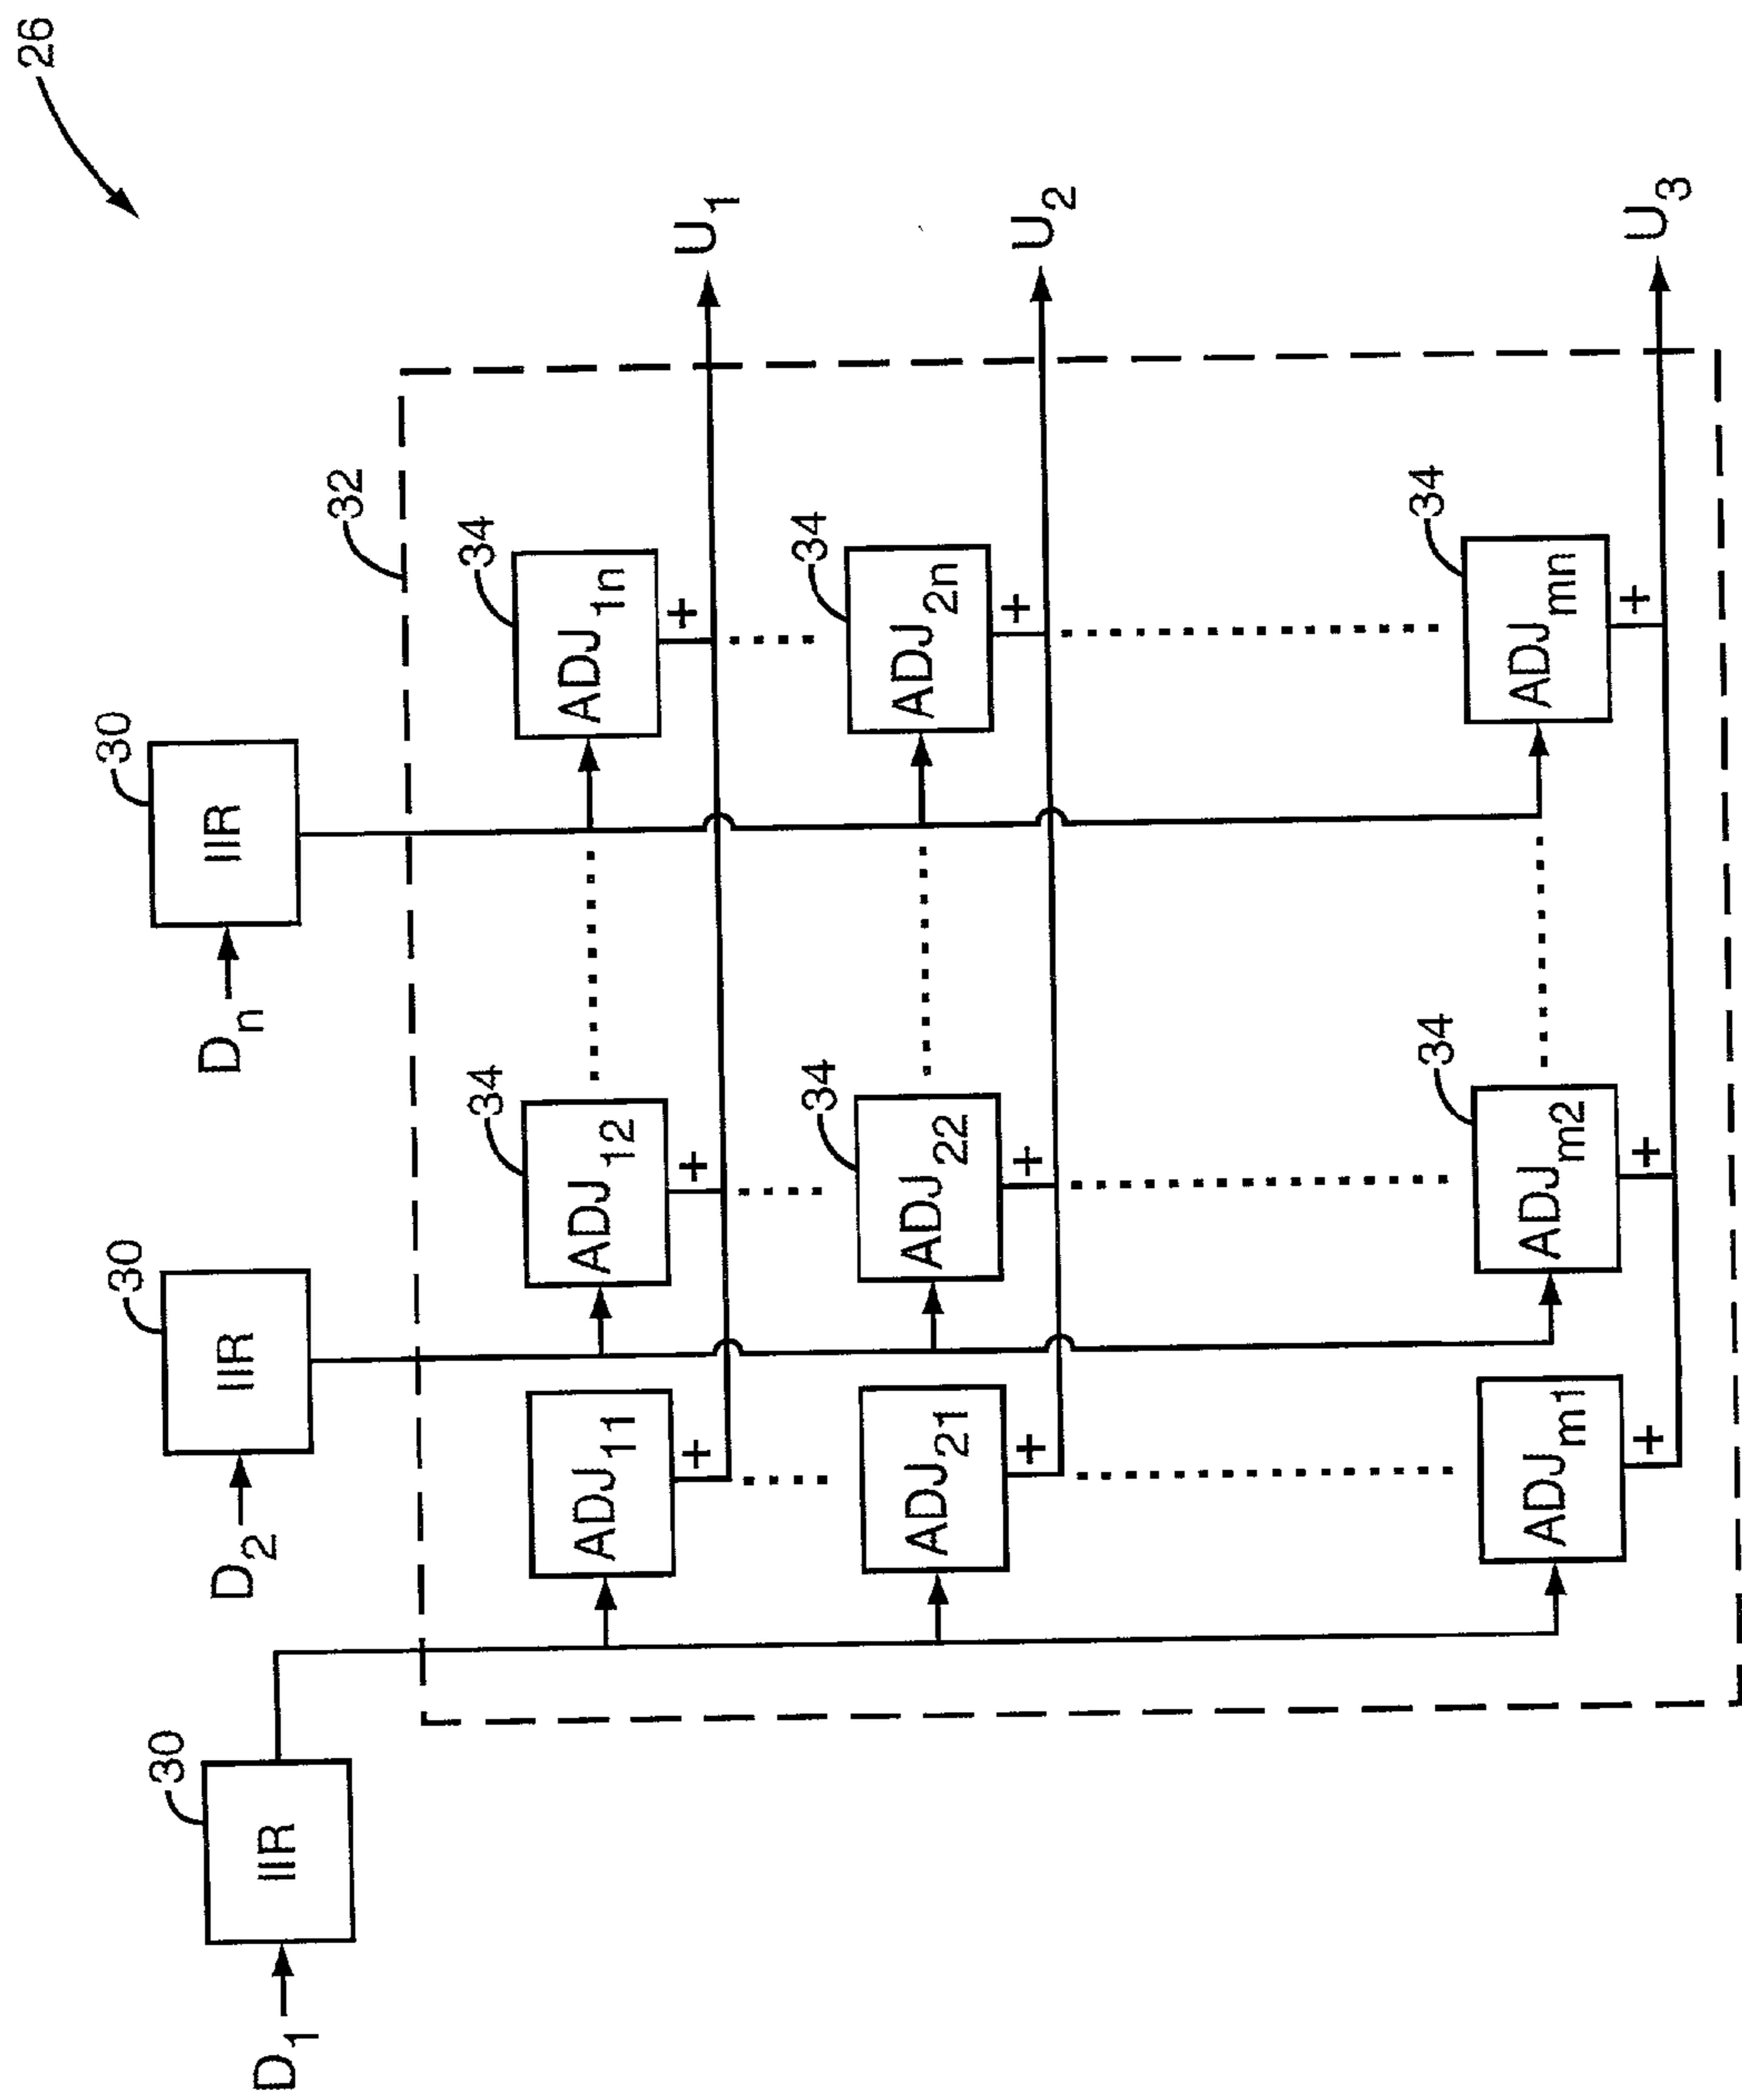 26
30
30
30
D₁
IIR
D₂
IIR
Dₙ
IIR
32
34
34
ADJ₁₁
ADJ₁₂
ADJ₁ₙ
+
+
+
U₁
34
34
ADJ₂₁
ADJ₂₂
ADJ₂ₙ
+
+
+
U₂
34
34
ADJₘ₁
ADJₘ₂
ADJₘₙ
+
+
+
U₃